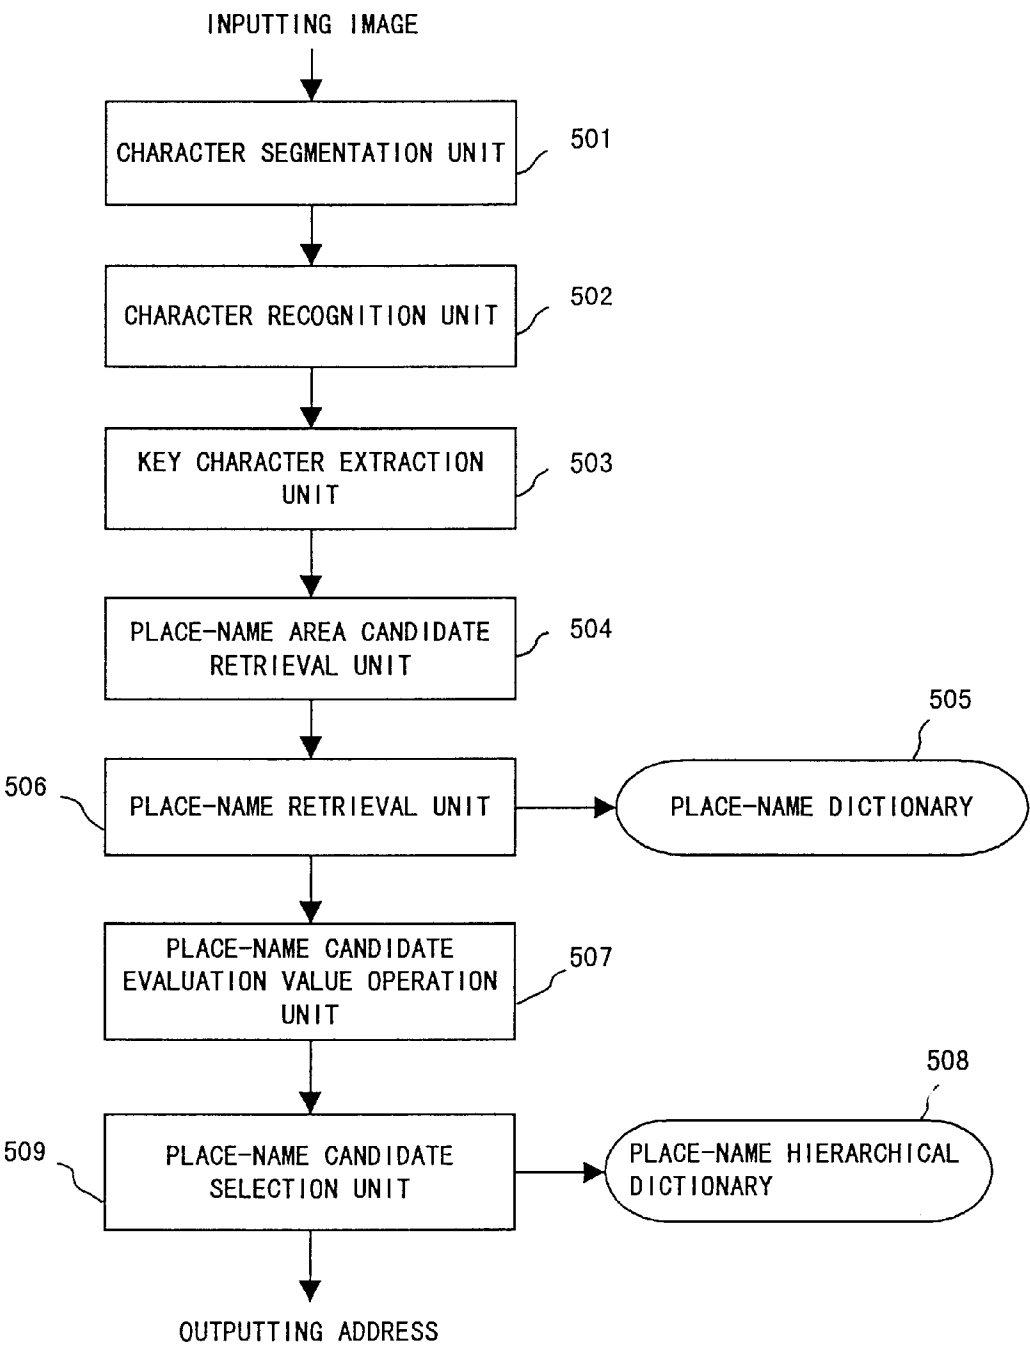 INPUTTING IMAGE
CHARACTER SEGMENTATION UNIT
501
CHARACTER RECOGNITION UNIT
502
KEY CHARACTER EXTRACTION
UNIT
503
PLACE-NAME AREA CANDIDATE
RETRIEVAL UNIT
504
505
506
PLACE-NAME RETRIEVAL UNIT
PLACE-NAME DICTIONARY
PLACE-NAME CANDIDATE
EVALUATION VALUE OPERATION
UNIT
507
508
509
PLACE-NAME CANDIDATE
SELECTION UNIT
PLACE-NAME HIERARCHICAL
DICTIONARY
OUTPUTTING ADDRESS